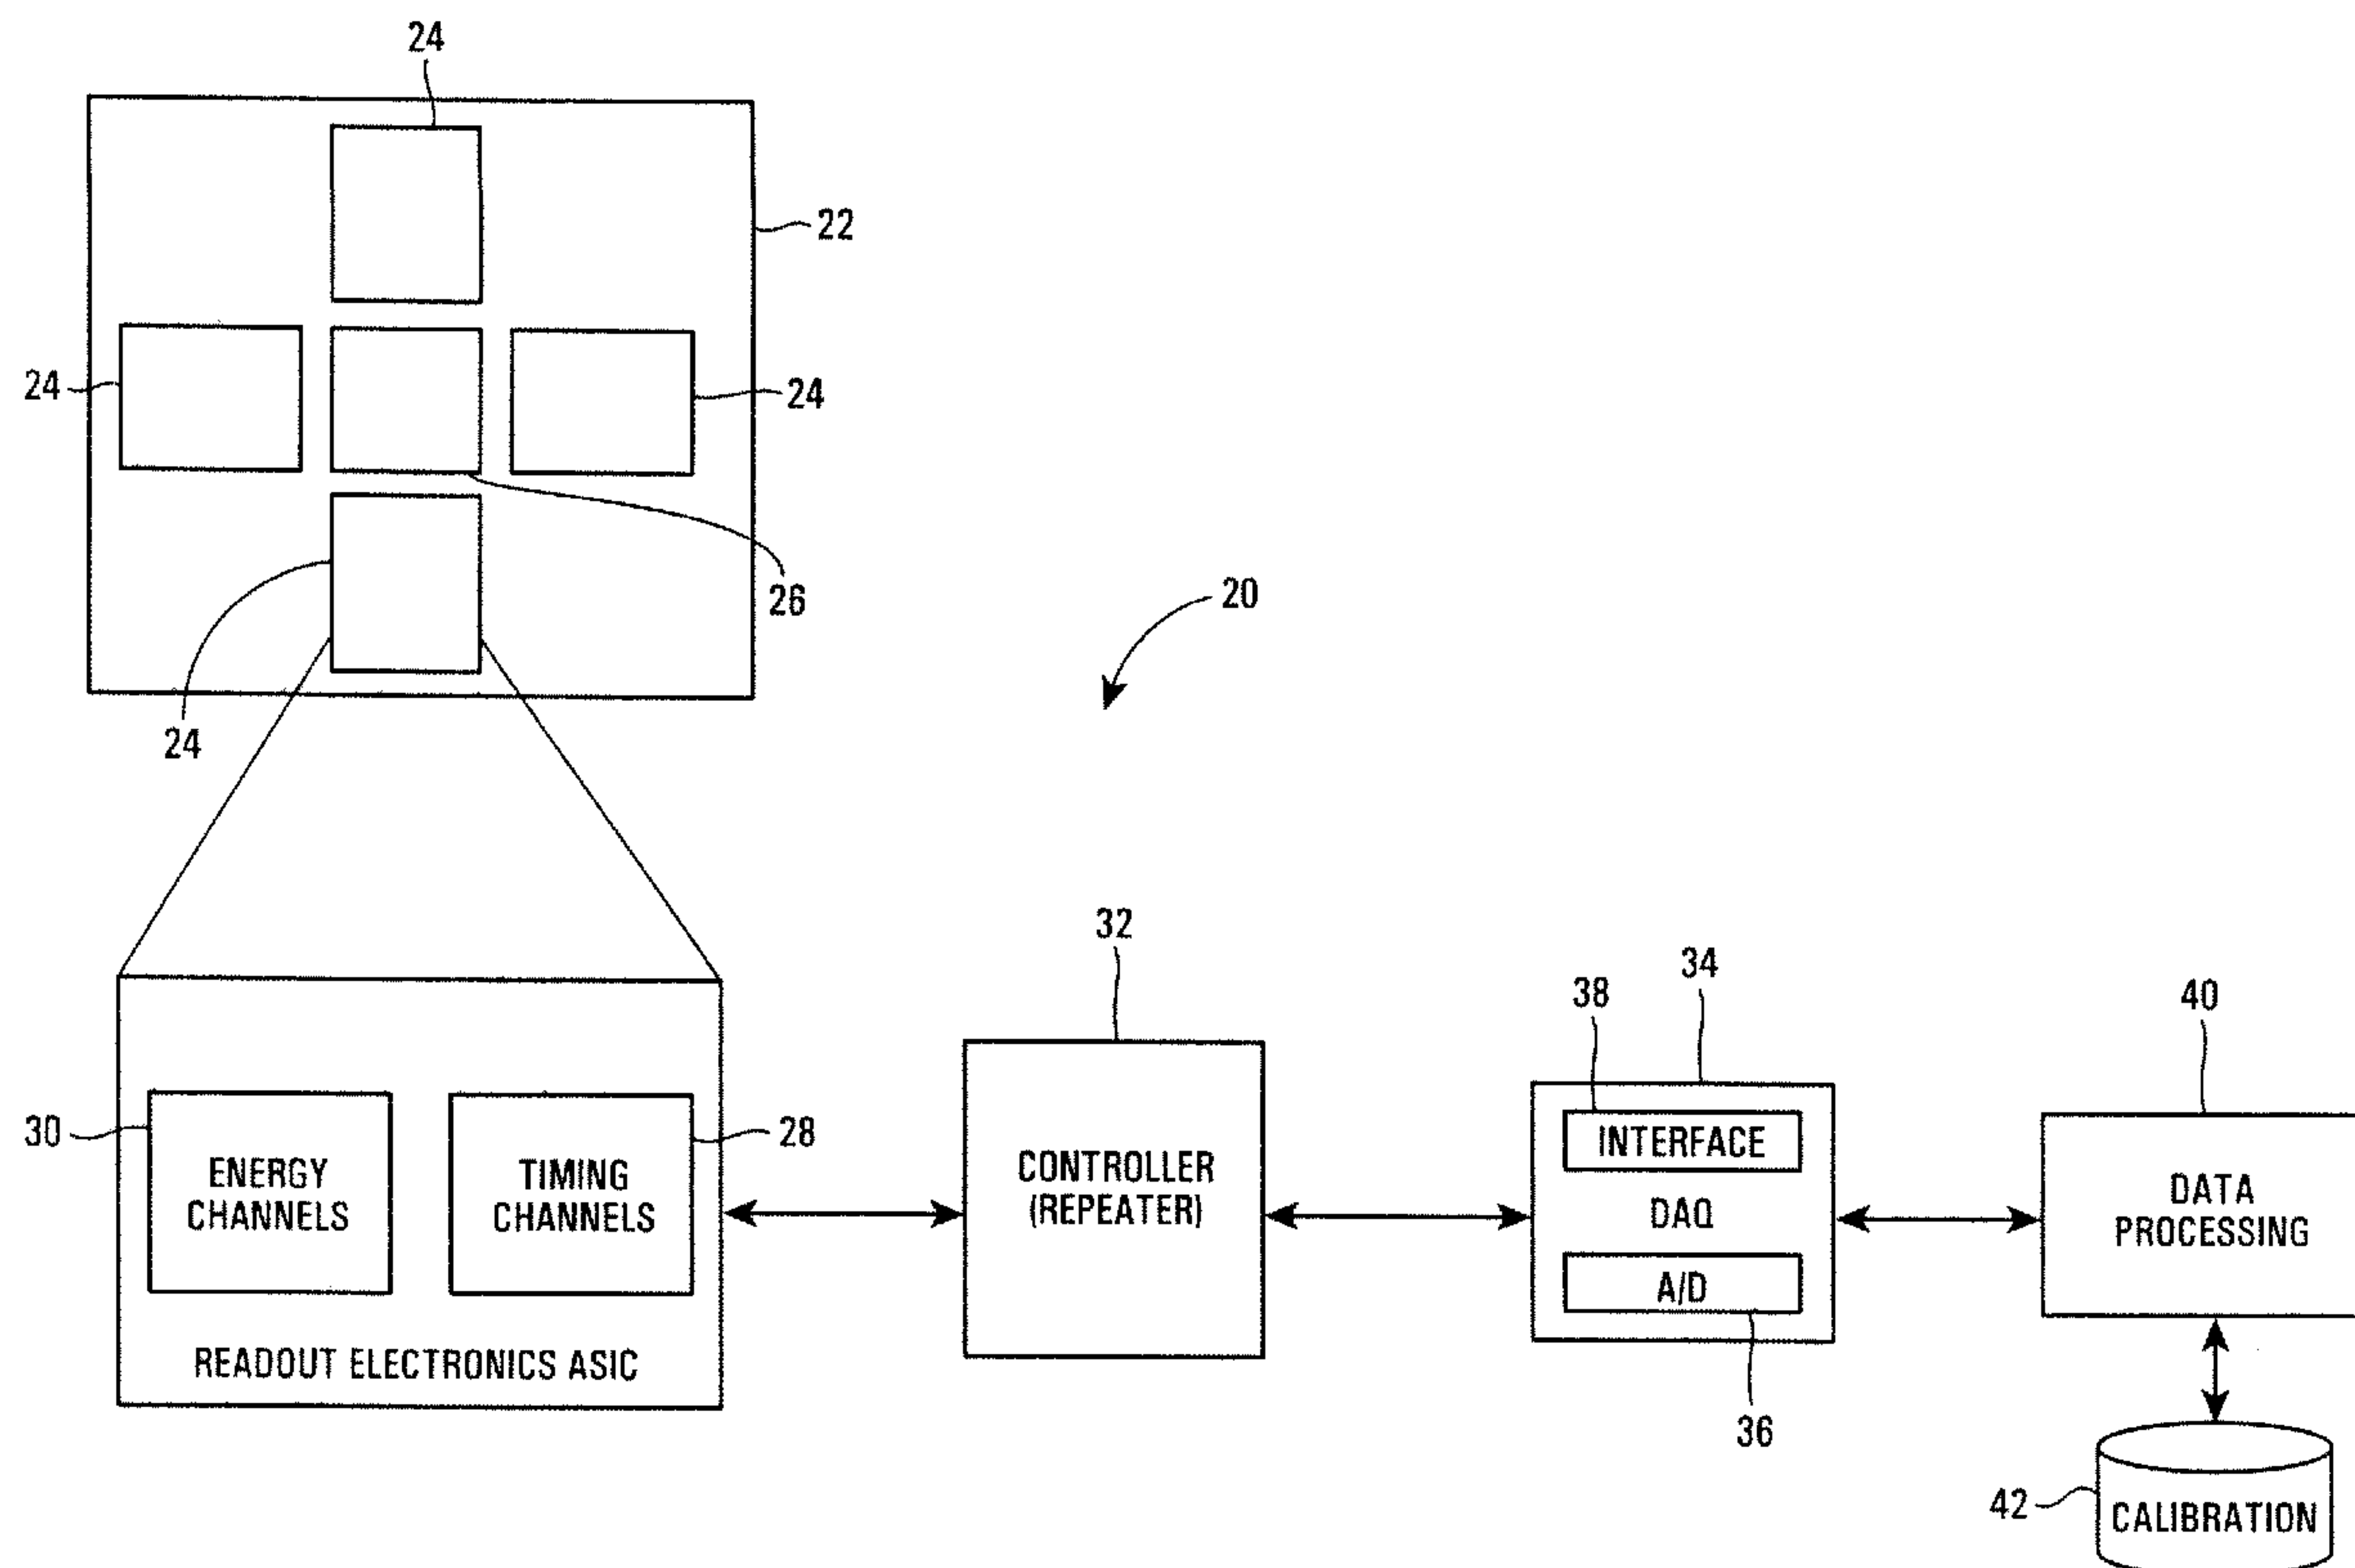 24
22
24
24
26
20
24
32
34
38
40
30
28
ENERGY
CHANNELS
TIMING
CHANNELS
READOUT ELECTRONICS ASIC
CONTROLLER
(REPEATER)
INTERFACE
DAQ
A/D
36
DATA
PROCESSING
42
CALIBRATION